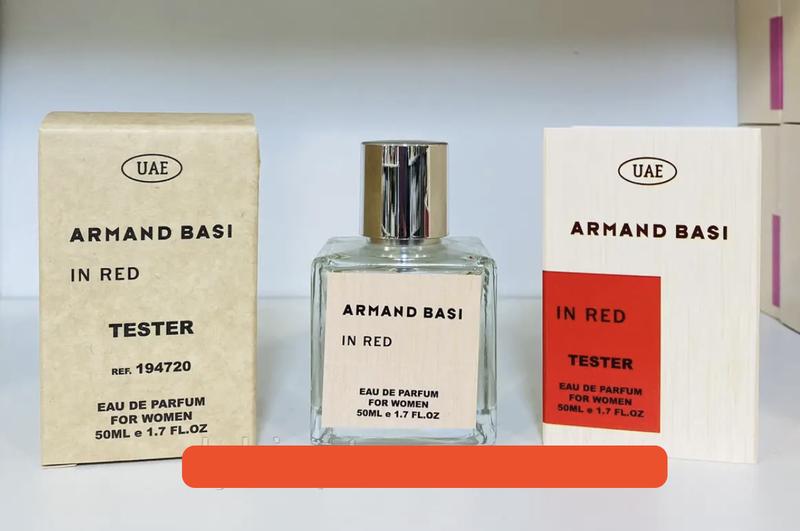 UAE
ARMAND BASI
IN RED
TESTER
REF. 194720
EAU DE PARFUM
FOR WOMEN
50ML e 1.7 FL.OZ
ARMAND BASI
IN RED
EAU DE PARFUM
FOR WOMEN
50ML e 1.7 FL.OZ
UAE
ARMAND BASI
IN RED
TESTER
EAU DE PARFUM
FOR WOMEN
50ML e 1.7 FL.OZ